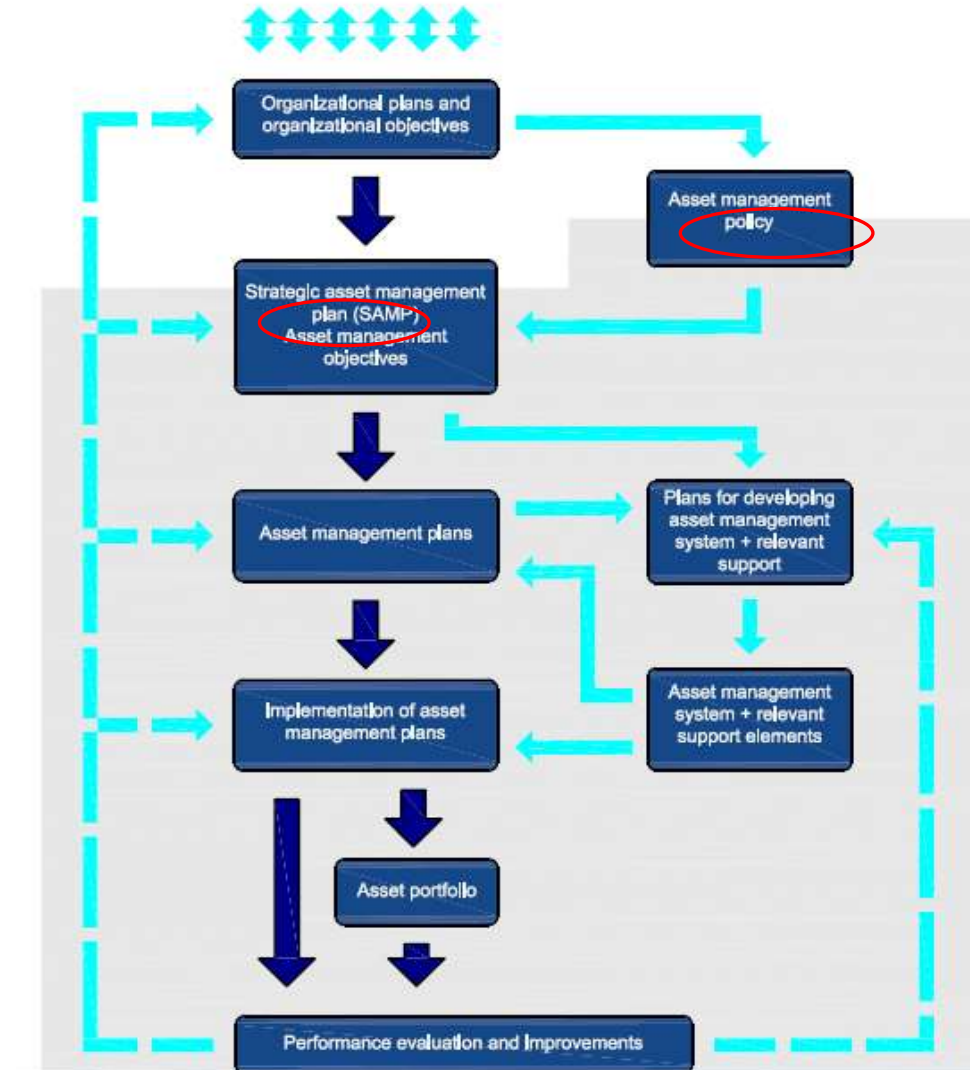 Organizational plans and
organizational objectives
Asset management
policy
Strategic asset management
plan (SAMP)
Asset management
objectives
Asset management plans
Plans for developing
asset management
system + relevant
support
Implementation of asset
management plans
Asset management
system + relevant
support elements
Asset portfolio
Performance evaluation and Improvements